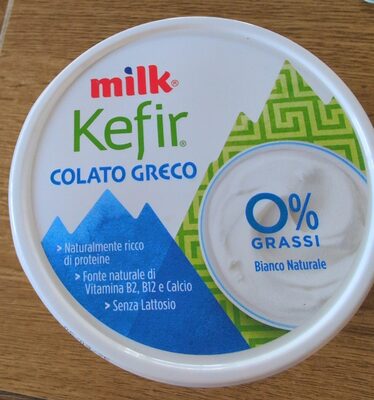 milk®
Kefir®
COLATO GRECO
> Naturalmente ricco
di proteine
> Fonte naturale di
Vitamina B2, B12 e Calcio
> Senza Lattosio
0%
GRASSI
Bianco Naturale